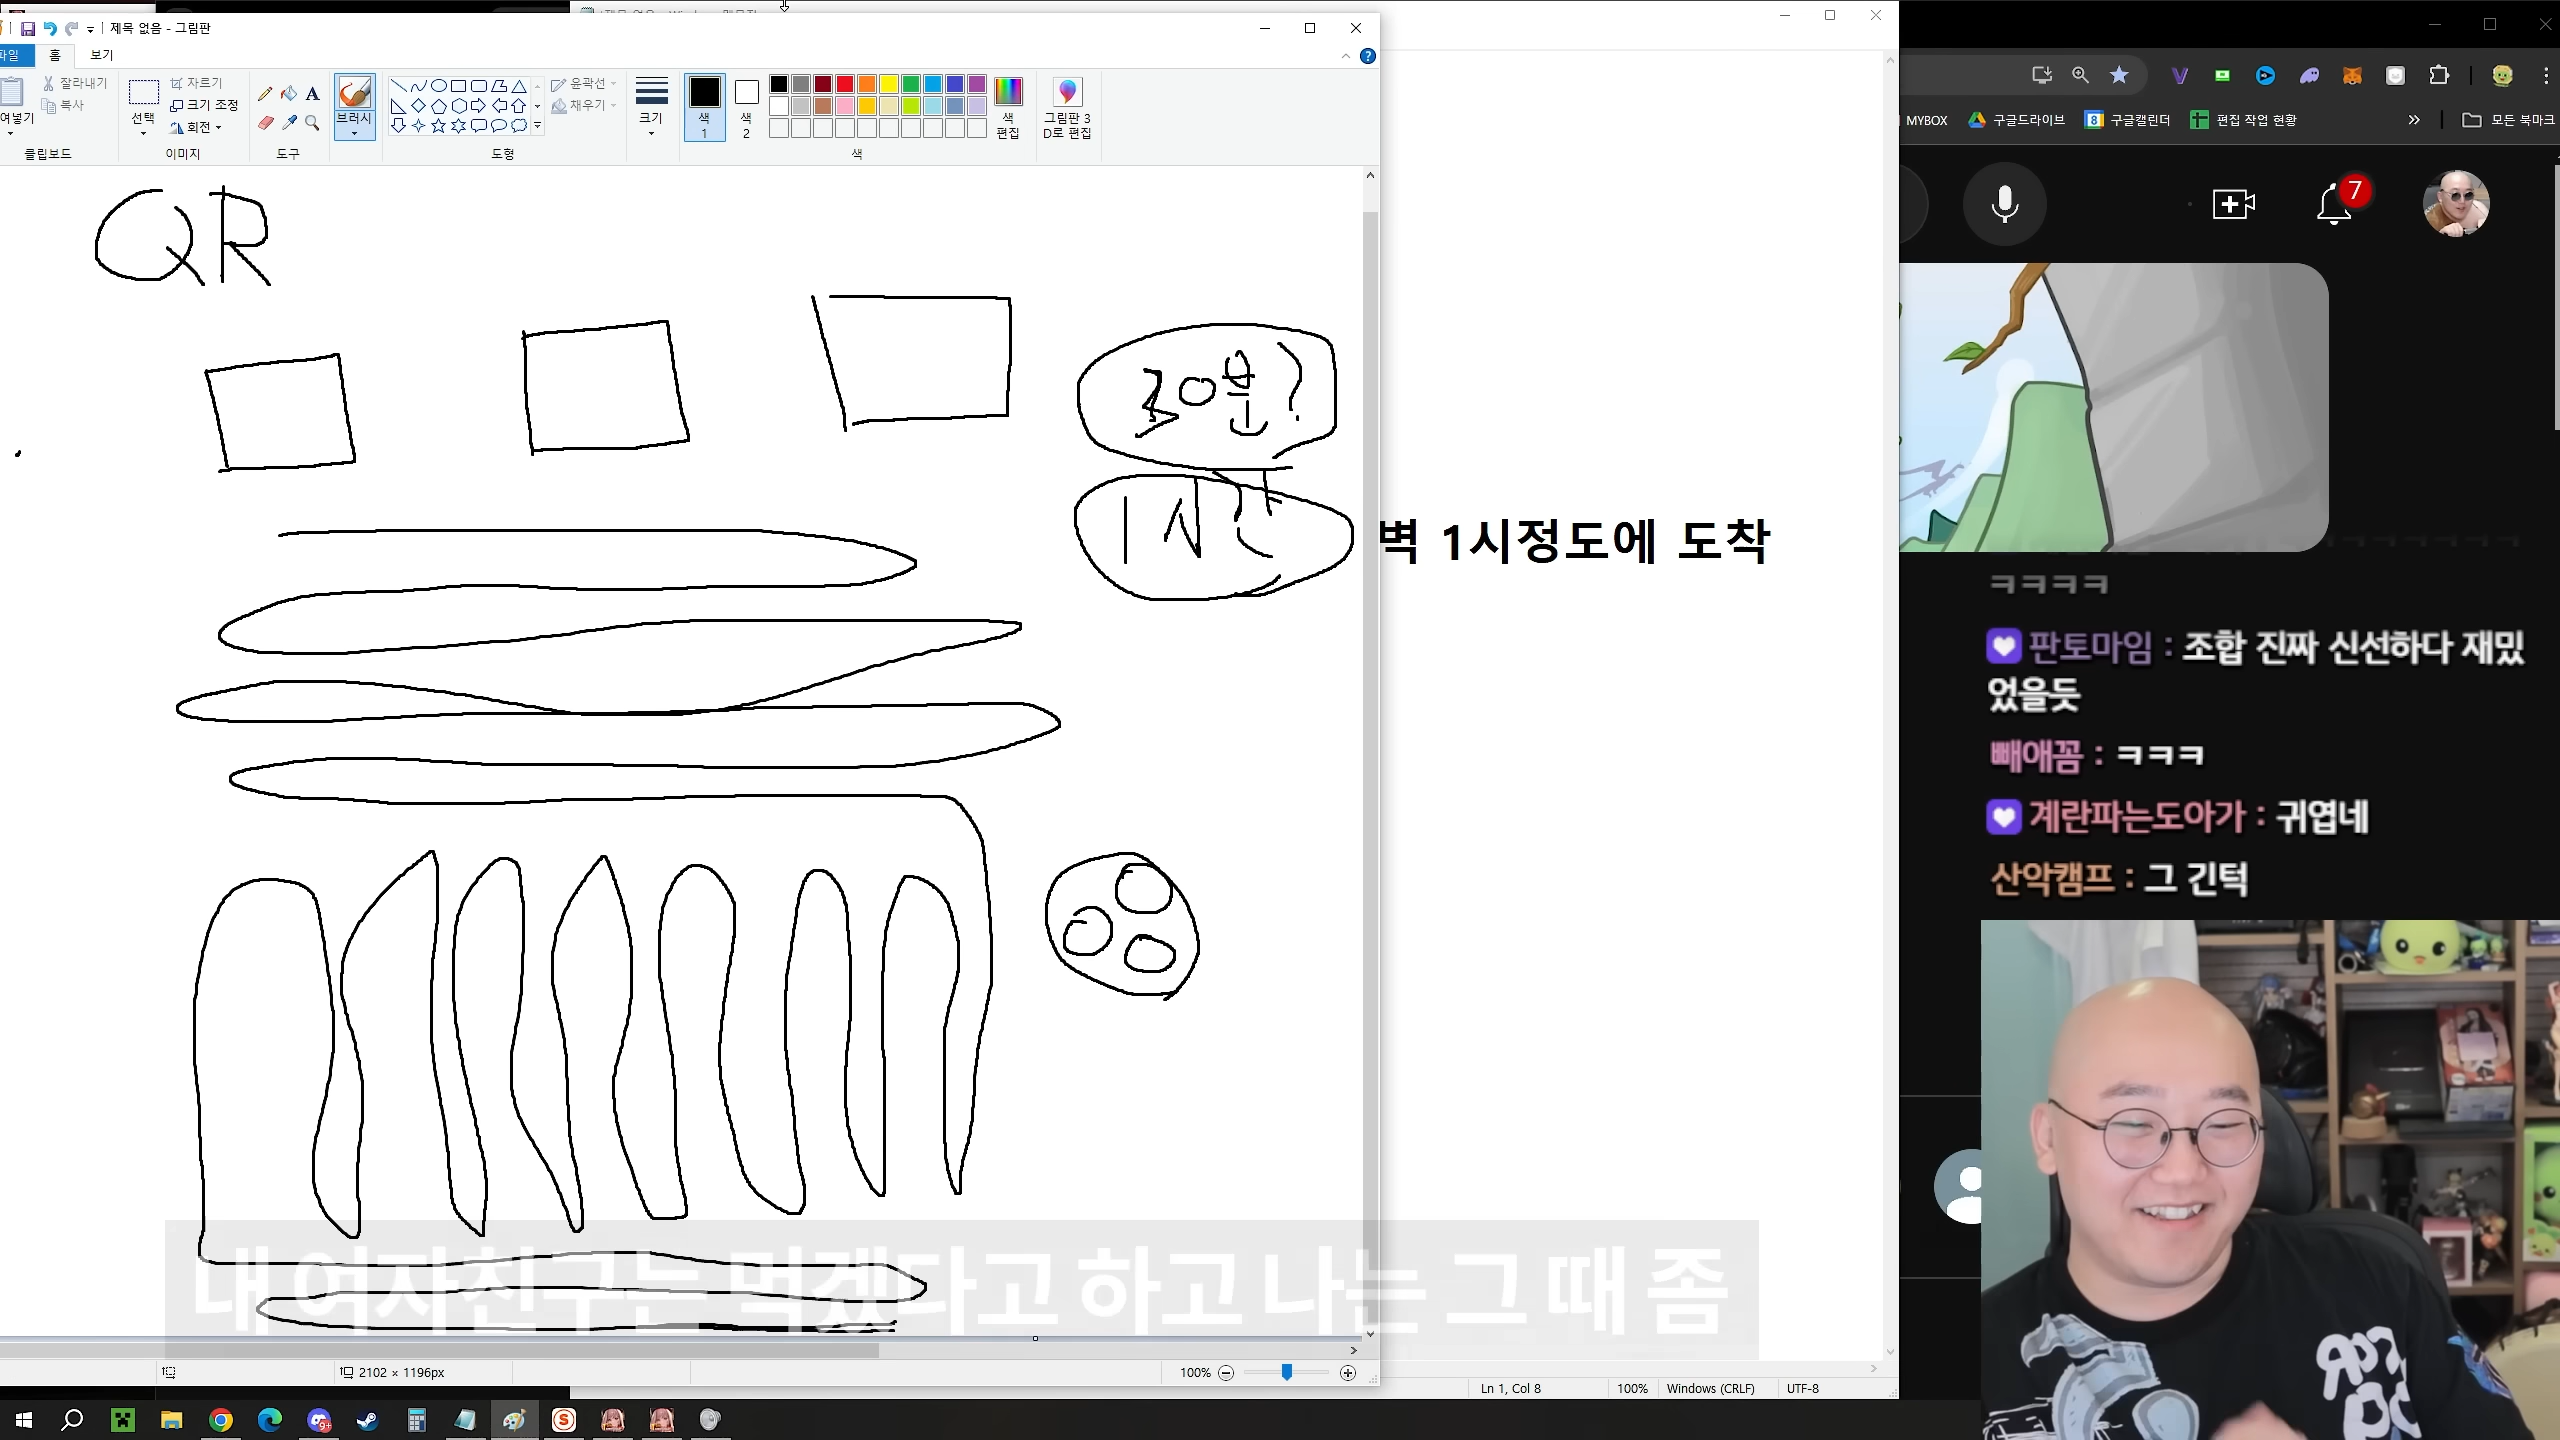 제목 없음 - 그림판
파일 홈 보기
잘라내기
복사
여넣기
클립보드
선택
자르기
크기 조정
회전
이미지
도구
브러시
도형
윤곽선
채우기
크기
색
1
색
2
색
편집
색
그림판 3
D로 편집
QR
30분?
1시간
벽 1시정도에 도착
MYBOX 구글드라이브 구글캘린더 편집 작업 현황 » 모든 북마크
7
ㅋㅋㅋㅋ
판토마임 : 조합 진짜 신선하다 재밌
었을듯
빼애꼼 : ㅋㅋㅋ
계란파는도아가 : 귀엽네
산악캠프 : 그 긴턱
내 여자친구는 먹겠다고 하고 나는 그 때 좀
2102 × 1196px
100%
Ln 1, Col 8 100% Windows (CRLF) UTF-8